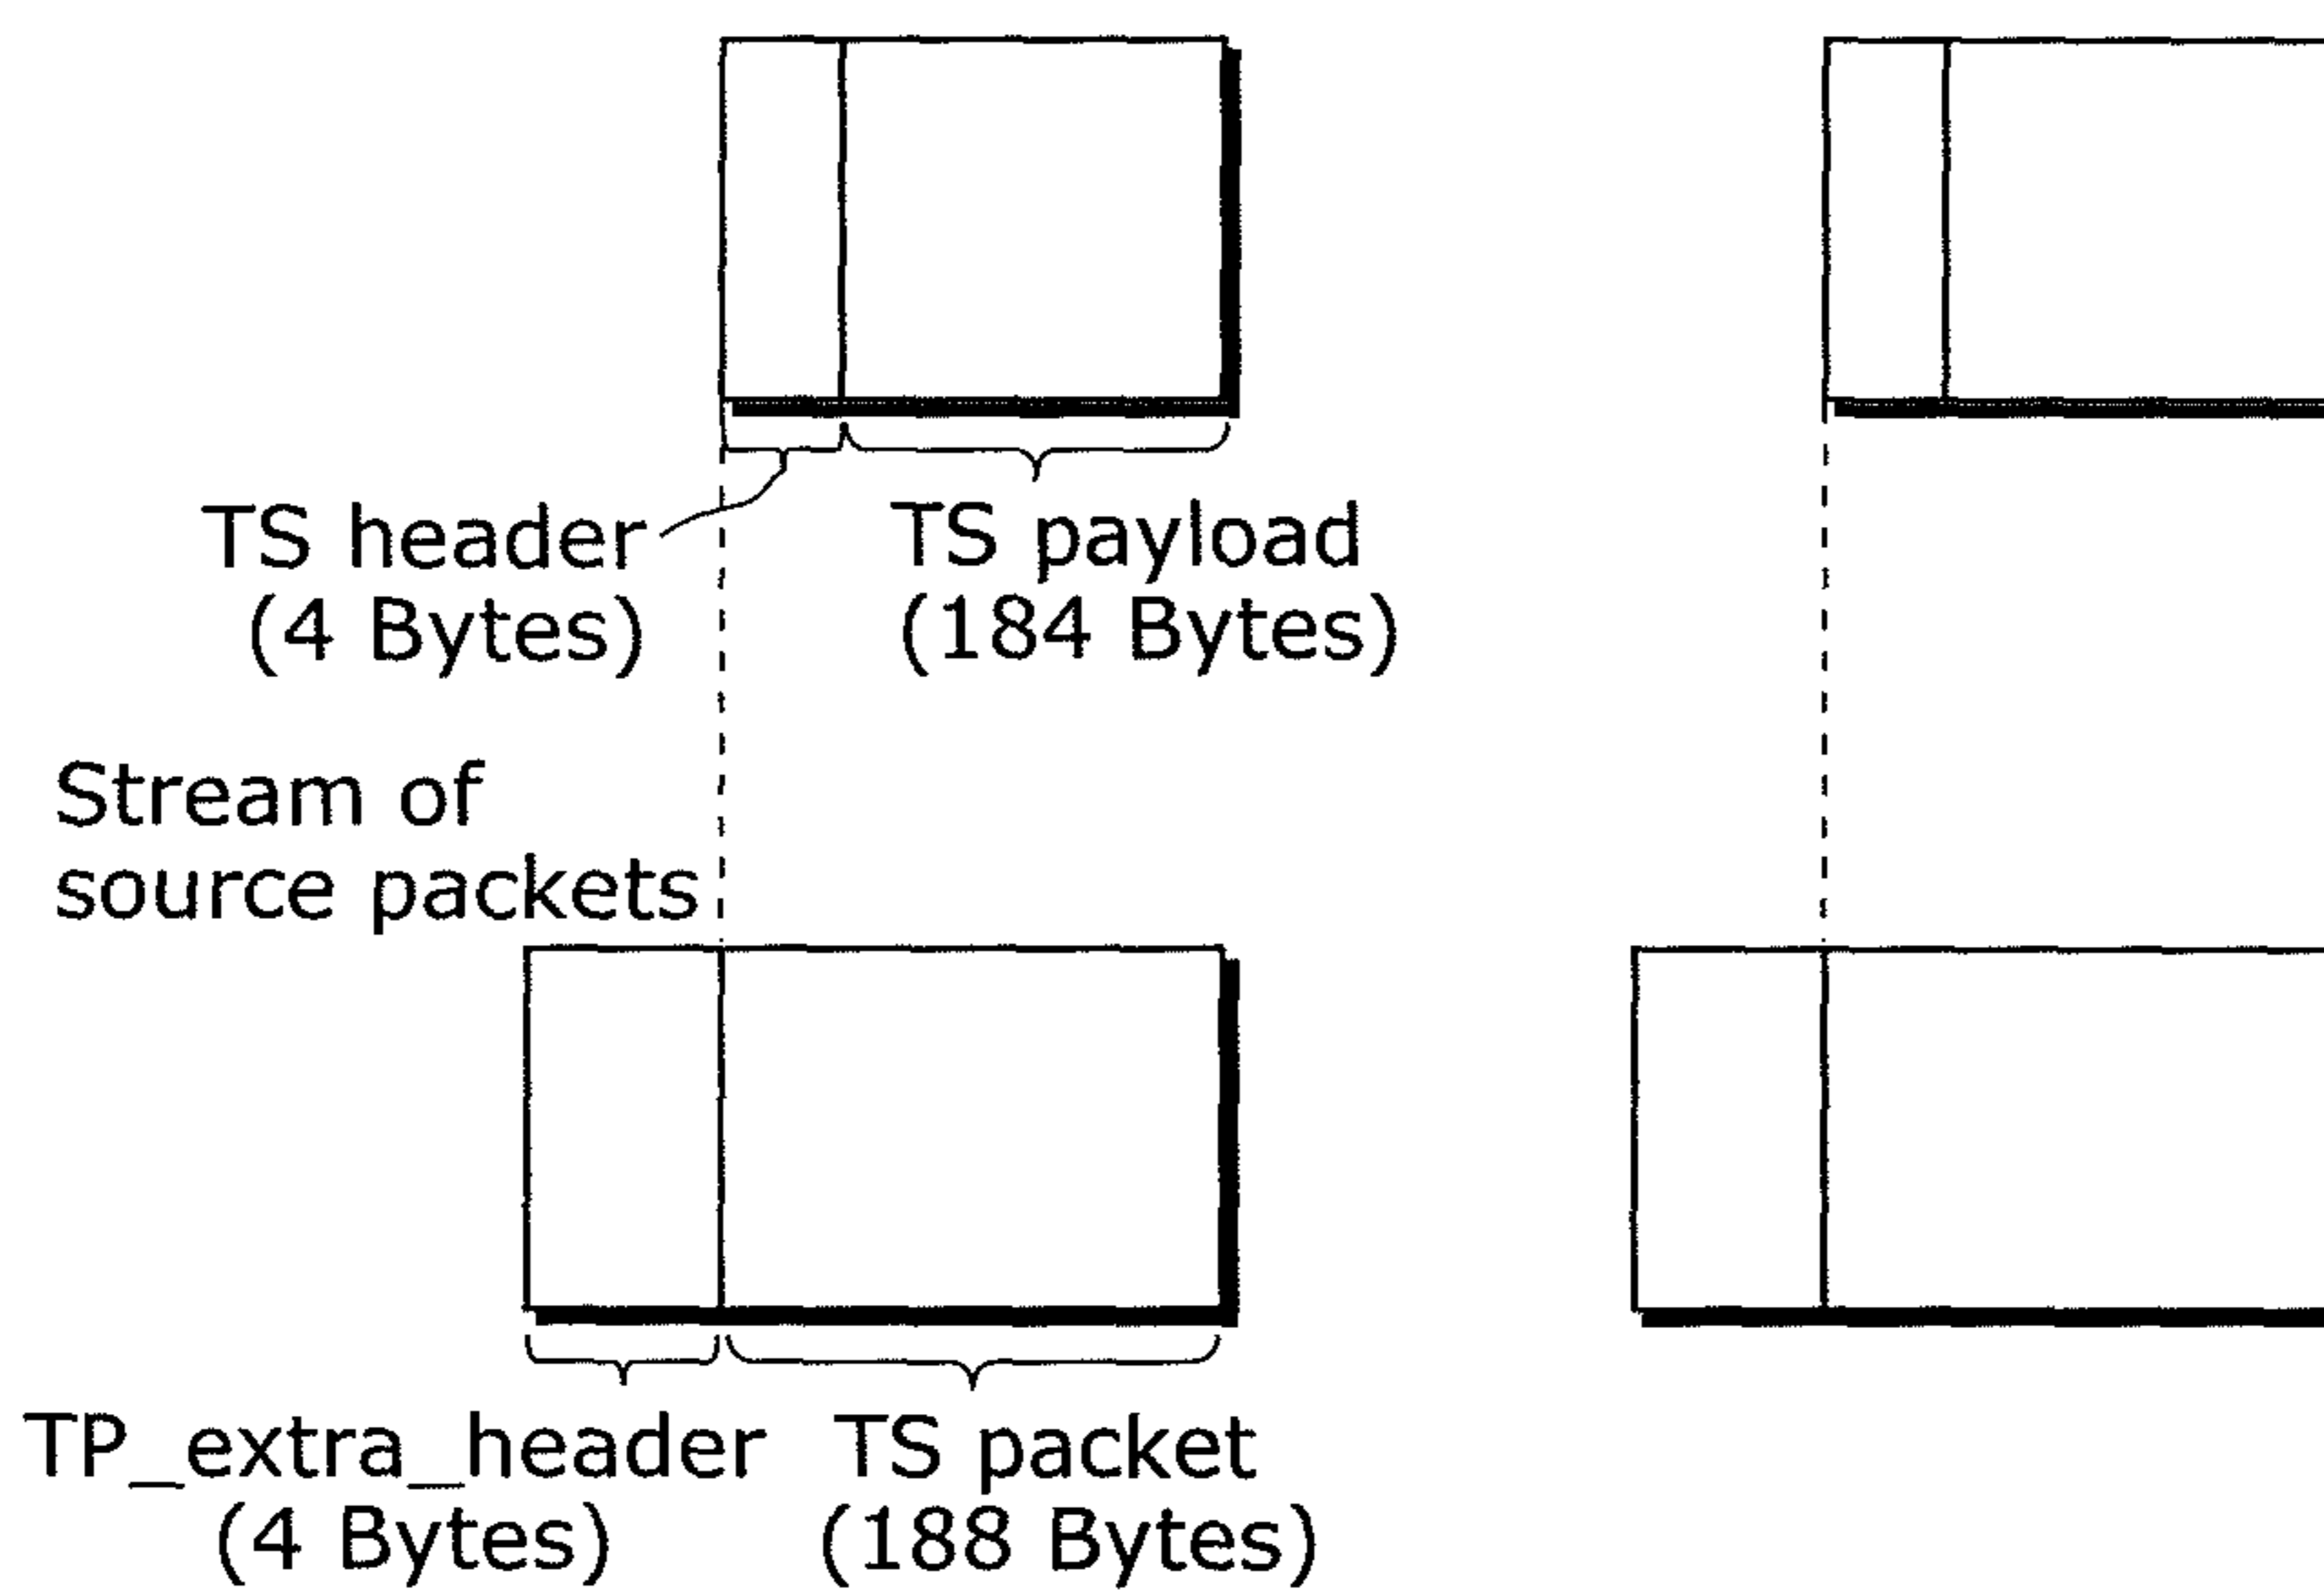 TS header
(4 Bytes)
TS payload
(184 Bytes)
Stream of
source packets
TP_extra_header
(4 Bytes)
TS packet
(188 Bytes)